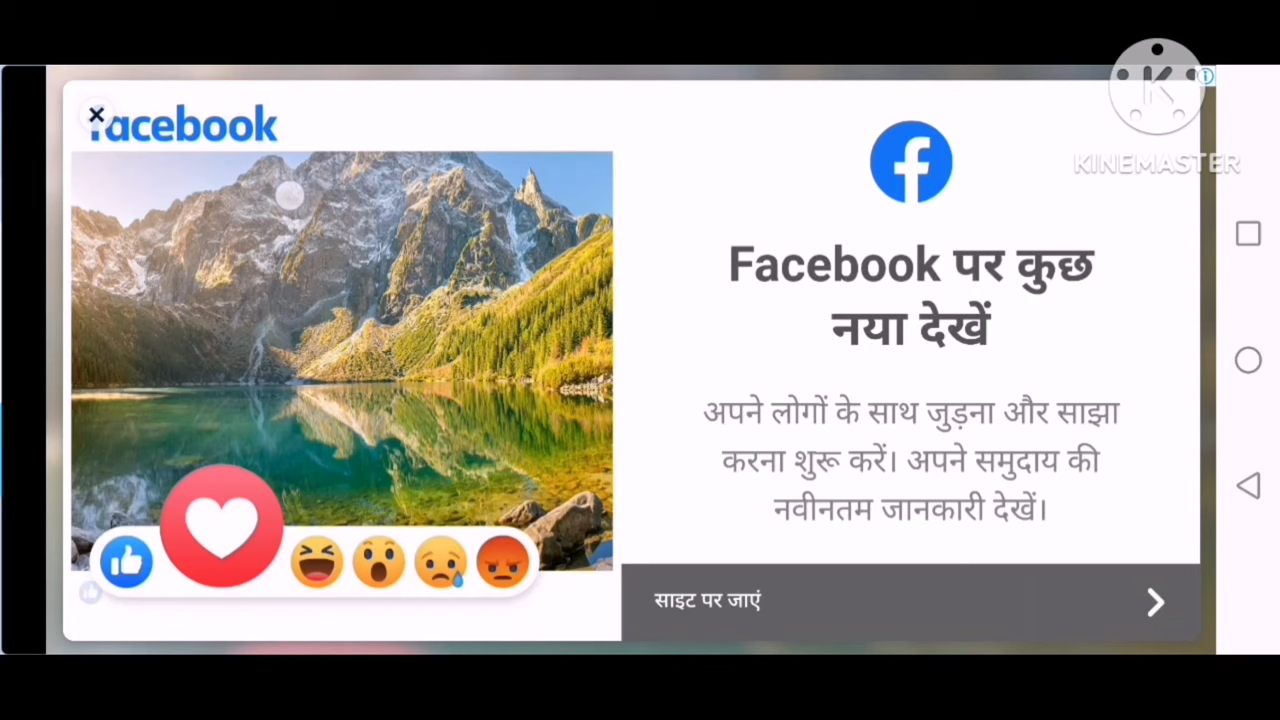 facebook
KINEMASTER
Facebook पर कुछ
नया देखें
अपने लोगों के साथ जुड़ना और साझा
करना शुरू करें। अपने समुदाय की
नवीनतम जानकारी देखें।
साइट पर जाएं